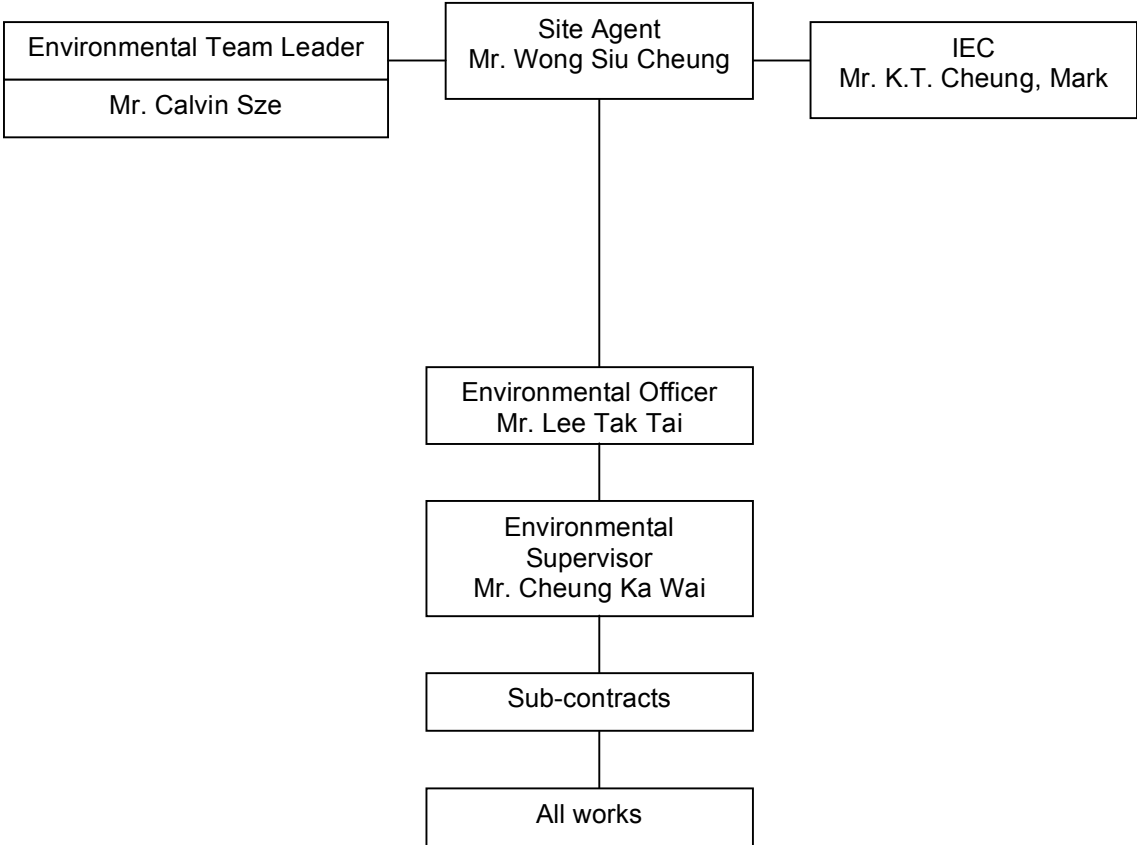 Environmental Team Leader
Mr. Calvin Sze
Site Agent
Mr. Wong Siu Cheung
IEC
Mr. K.T. Cheung, Mark
Environmental Officer
Mr. Lee Tak Tai
Environmental
Supervisor
Mr. Cheung Ka Wai
Sub-contracts
All works